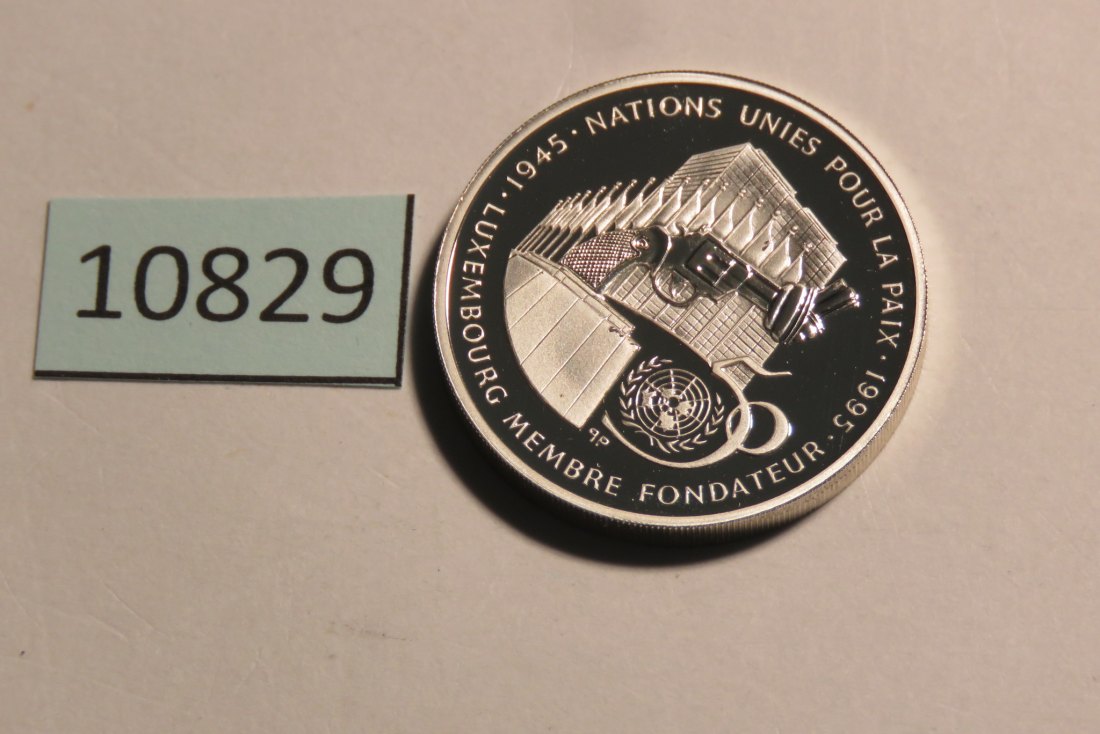 10829
· 1945 · NATIONS UNIES POUR LA PAIX · 1995 ·
LUXEMBOURG MEMBRE FONDATEUR